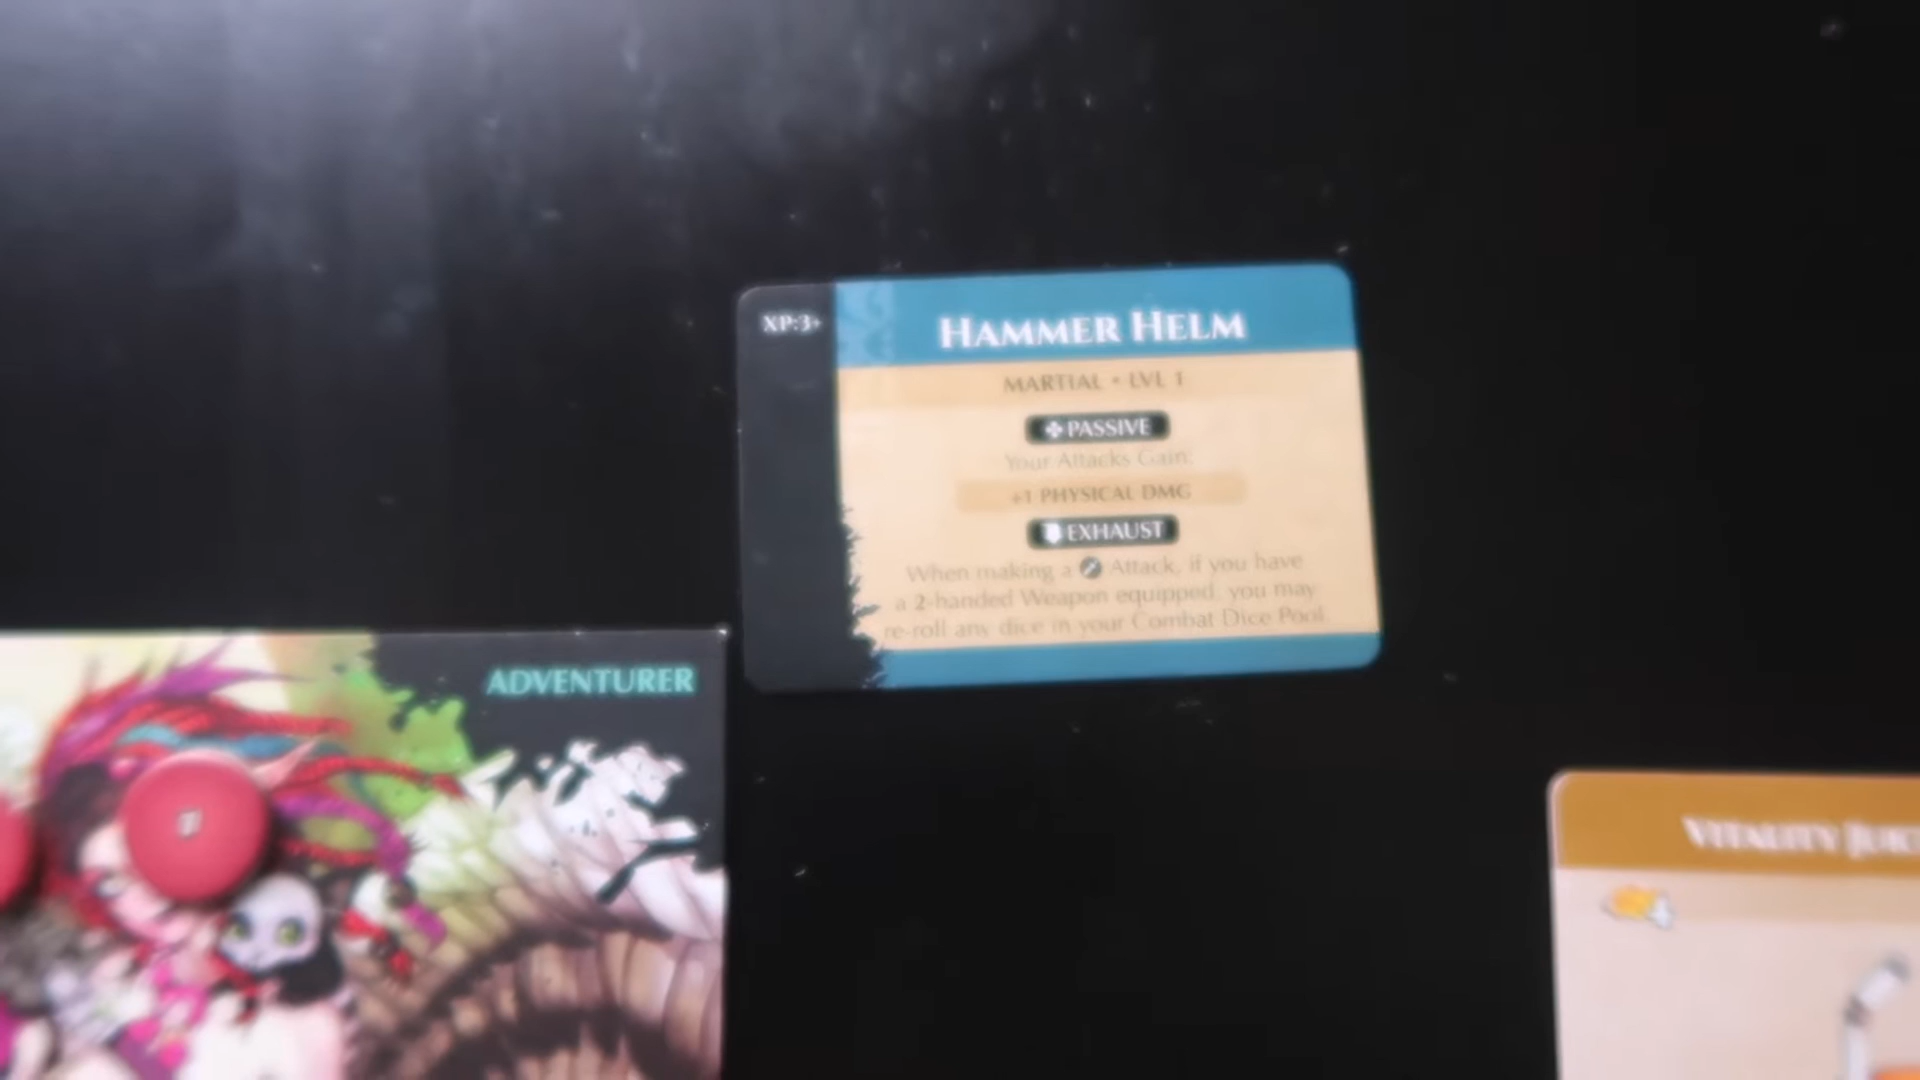 XP:3+
HAMMER HELM
MARTIAL • LVL 1
PASSIVE
Your Attacks Gain:
+1 PHYSICAL DMG
EXHAUST
When making a Attack, if you have
a 2-handed Weapon equipped, you may
re-roll any dice in your Combat Dice Pool.
ADVENTURER
VITALITY